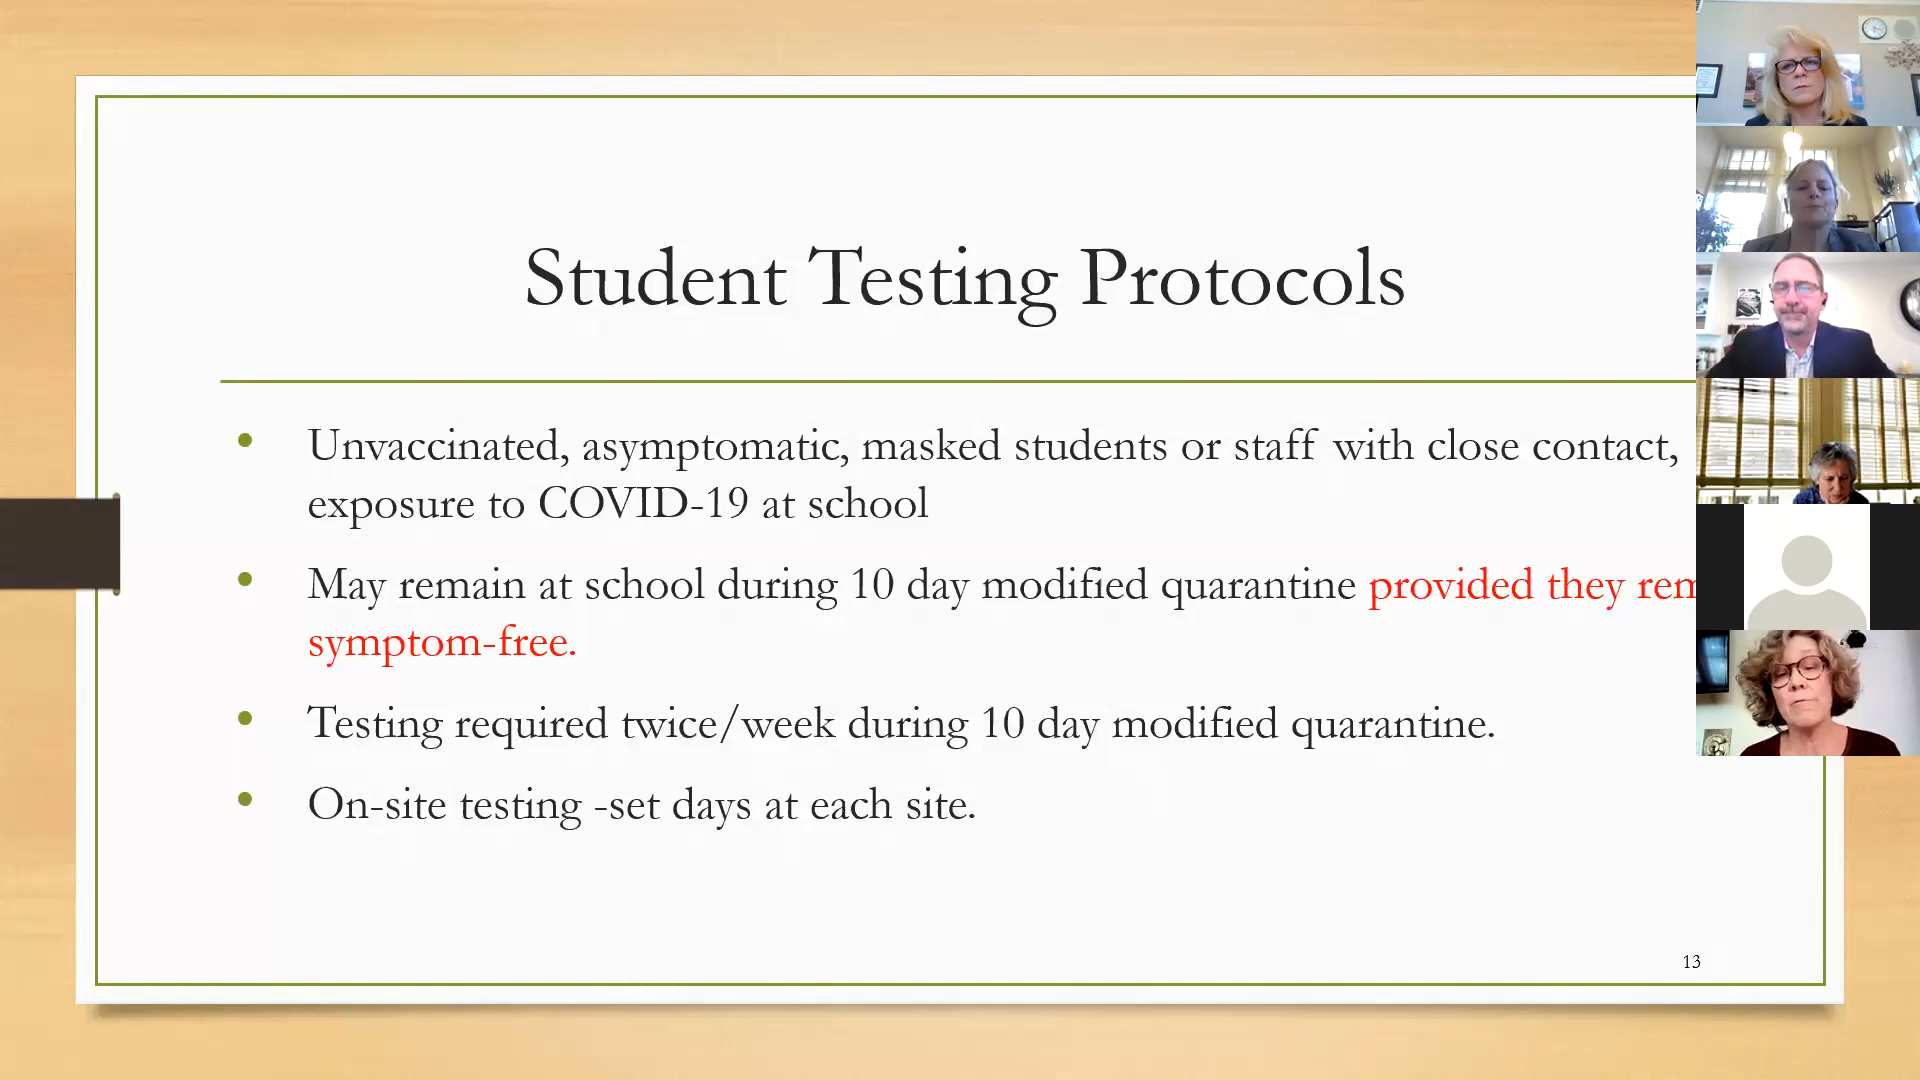 Student Testing Protocols
• Unvaccinated, asymptomatic, masked students or staff with close contact,
exposure to COVID-19 at school
• May remain at school during 10 day modified quarantine provided they rem
symptom-free.
• Testing required twice/week during 10 day modified quarantine.
• On-site testing -set days at each site.
13